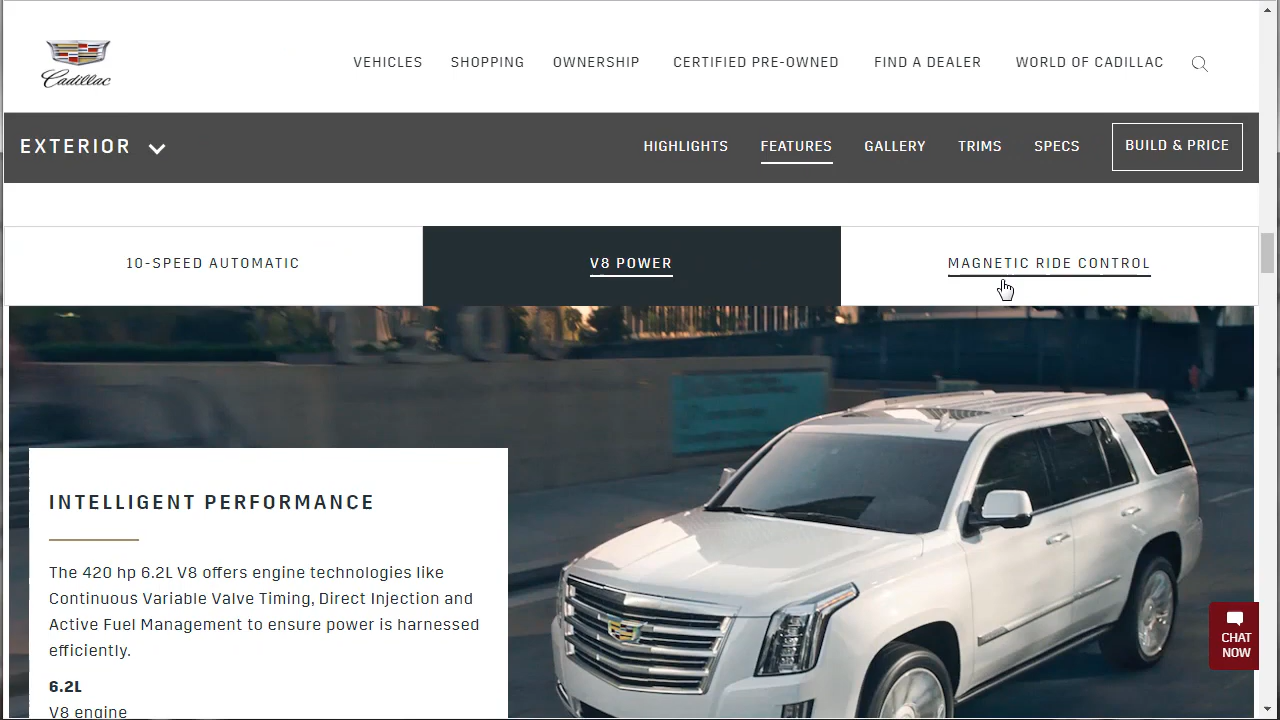 Cadillac
VEHICLES SHOPPING OWNERSHIP CERTIFIED PRE-OWNED FIND A DEALER WORLD OF CADILLAC
EXTERIOR HIGHLIGHTS FEATURES GALLERY TRIMS SPECS BUILD & PRICE
10-SPEED AUTOMATIC V8 POWER MAGNETIC RIDE CONTROL
INTELLIGENT PERFORMANCE
The 420 hp 6.2L V8 offers engine technologies like
Continuous Variable Valve Timing, Direct Injection and
Active Fuel Management to ensure power is harnessed
efficiently.
6.2L
V8 engine
CHAT
NOW